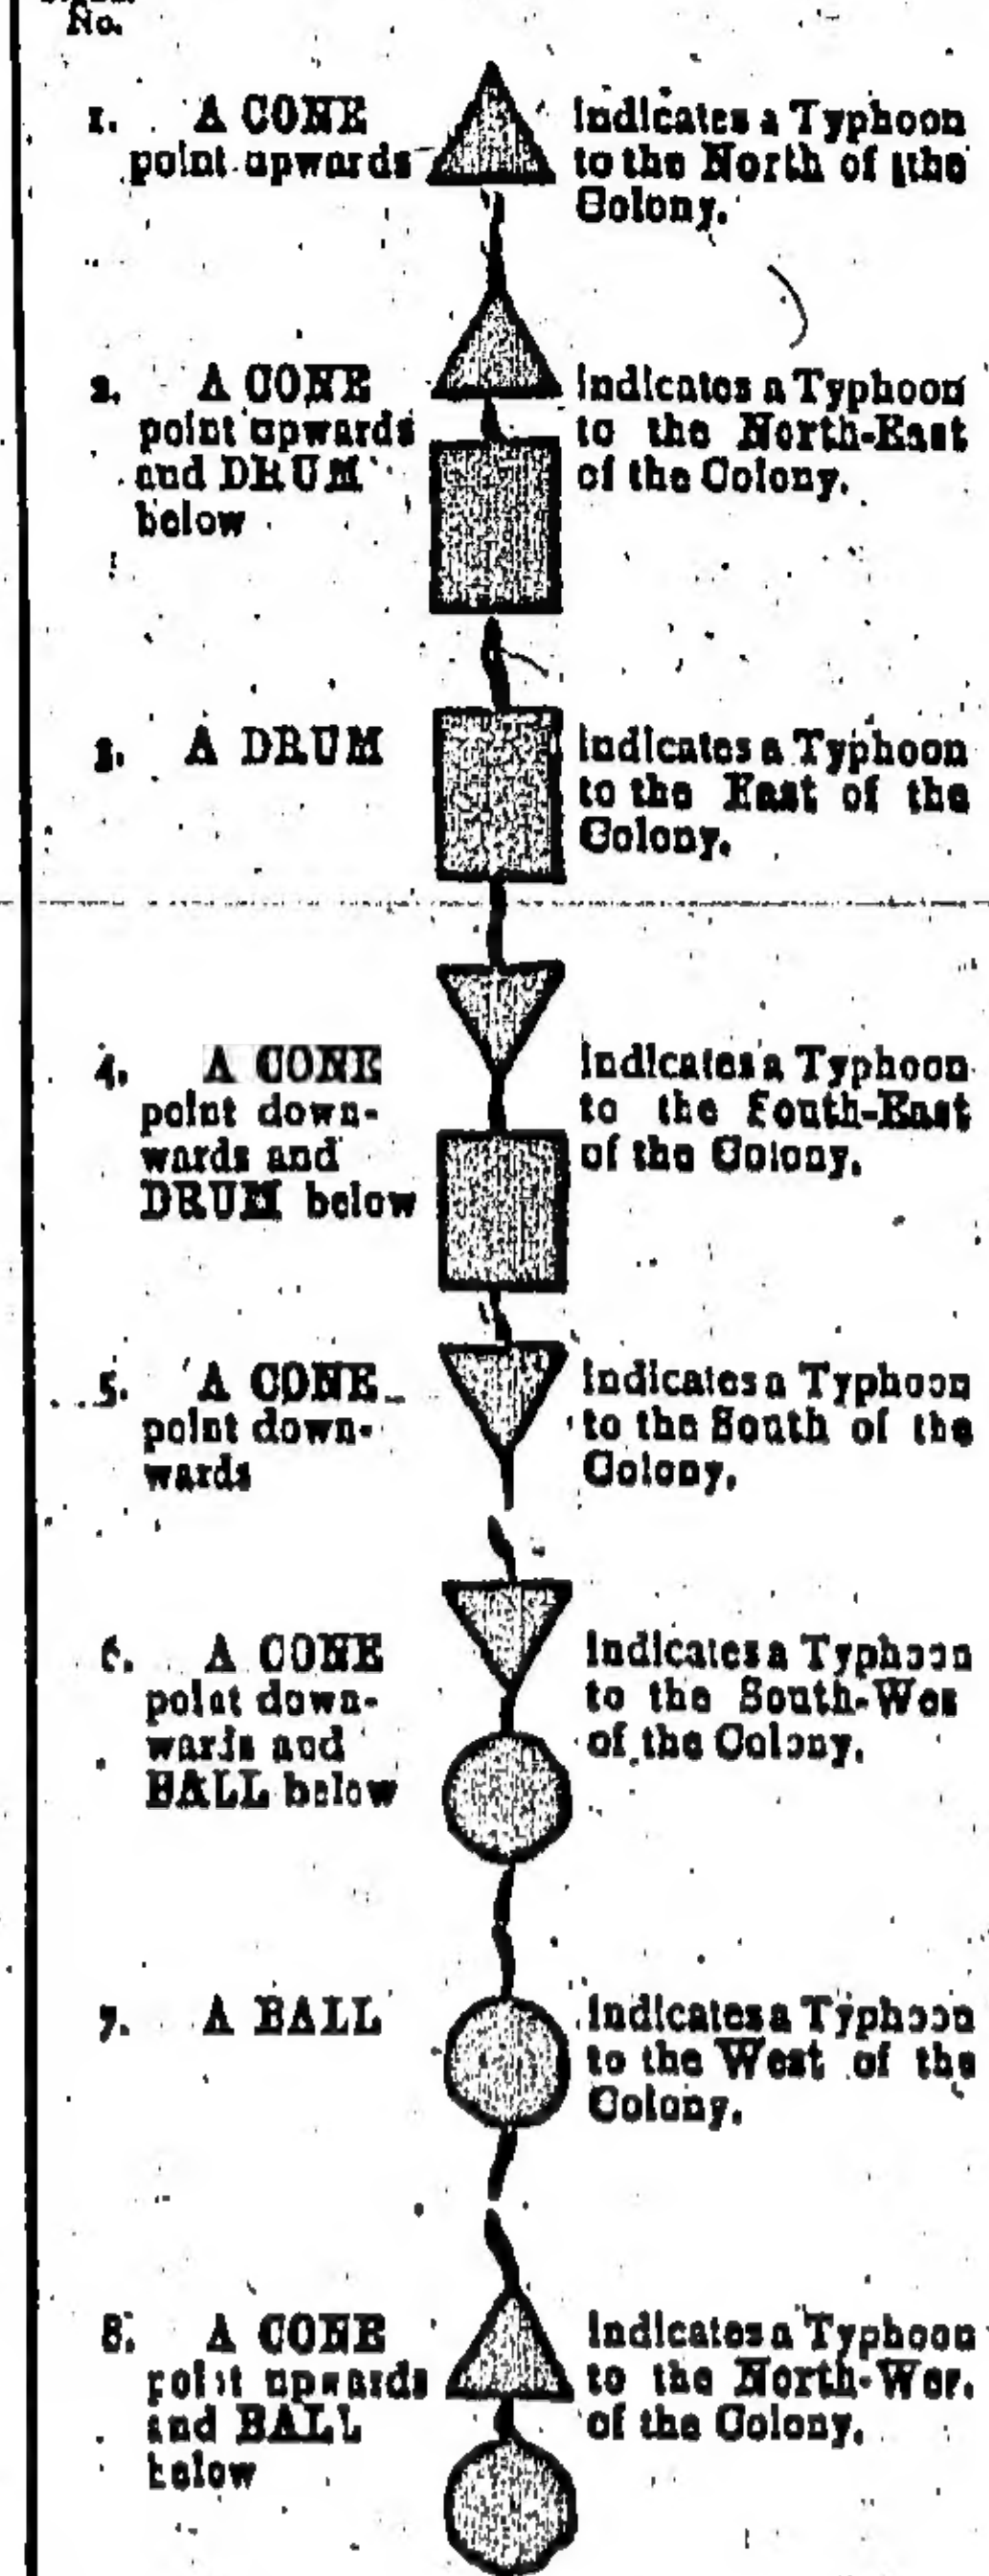 No.
1. A CONE
point upwards
Indicates a Typhoon
to the North of the
Colony.
2. A CONE
point upwards
and DRUM
below
Indicates a Typhoon
to the North-East
of the Colony.
3. A DRUM
Indicates a Typhoon
to the East of the
Colony.
4. A CONE
point down-
wards and
DRUM below
Indicates a Typhoon
to the South-East
of the Colony.
5. A CONE
point down-
wards
Indicates a Typhoon
to the South of the
Colony.
6. A CONE
point down-
wards and
BALL below
Indicates a Typhoon
to the South-Wes
of the Colony.
7. A BALL
Indicates a Typhoon
to the West of the
Colony.
8. A CONE
point upwards
and BALL
below
Indicates a Typhoon
to the North-Wes.
of the Colony.